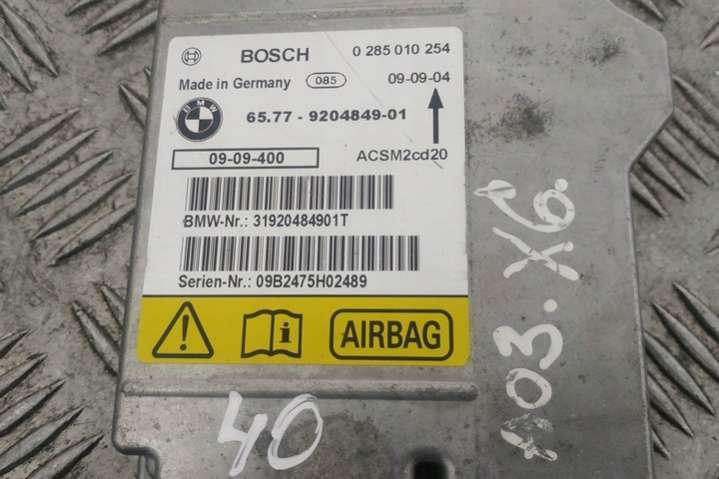 BOSCH 0 285 010 254
Made in Germany 085 09-09-04
BMW 65.77 - 9204849-01
09-09-400 ACSM2cd20
BMW-Nr.: 31920484901T
Serien-Nr.: 09B2475H02489
AIRBAG
40
03. X6.